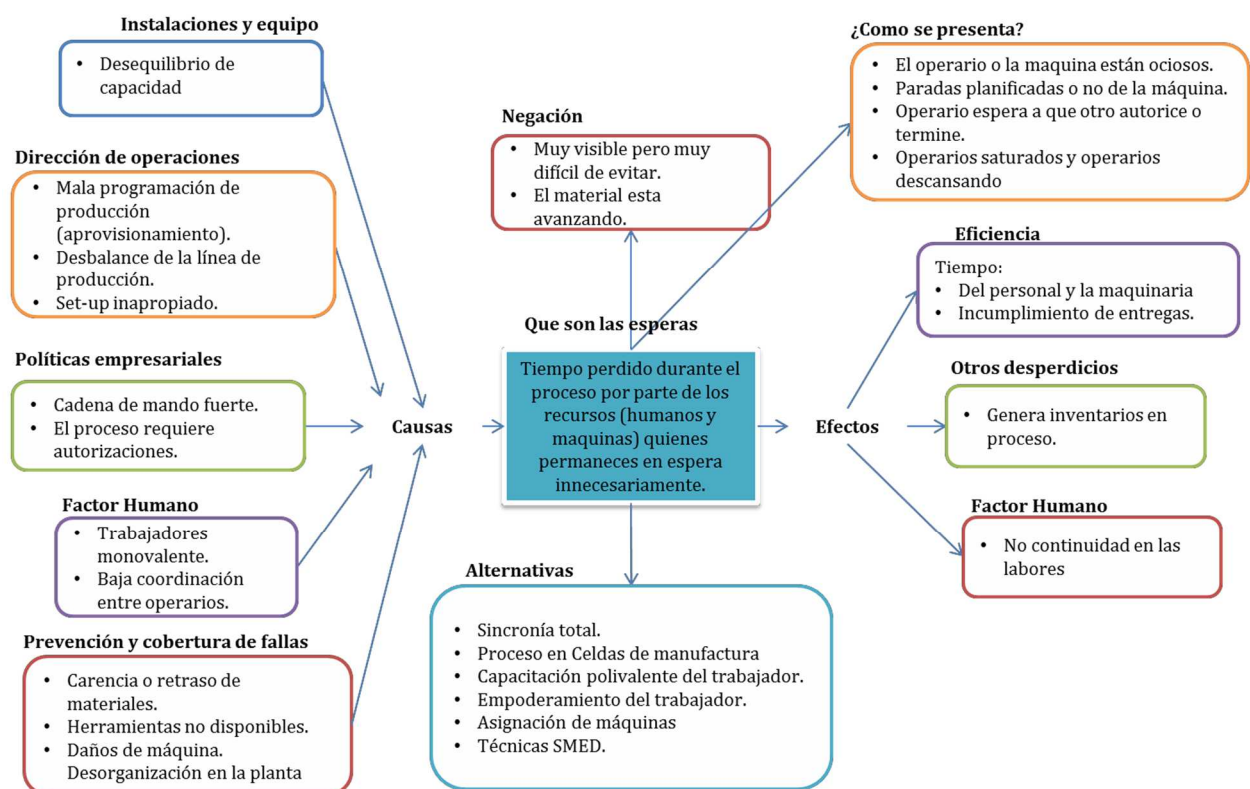 Instalaciones y equipo
• Desequilibrio de
capacidad
Dirección de operaciones
• Mala programación de
producción
(aprovisionamiento).
• Desbalance de la línea de
producción.
• Set-up inapropiado.
Políticas empresariales
• Cadena de mando fuerte.
• El proceso requiere
autorizaciones.
Factor Humano
• Trabajadores
monovalente.
• Baja coordinación
entre operarios.
Prevención y cobertura de fallas
• Carencia o retraso de
materiales.
• Herramientas no disponibles.
• Daños de máquina.
Desorganización en la planta
Causas
Negación
• Muy visible pero muy
difícil de evitar.
• El material esta
avanzando.
Que son las esperas
Tiempo perdido durante el
proceso por parte de los
recursos (humanos y
maquinas) quienes
permaneces en espera
innecesariamente.
Alternativas
• Sincronía total.
• Proceso en Celdas de manufactura
• Capacitación polivalente del trabajador.
• Empoderamiento del trabajador.
• Asignación de máquinas
• Técnicas SMED.
¿Como se presenta?
• El operario o la maquina están ociosos.
• Paradas planificadas o no de la máquina.
• Operario espera a que otro autorice o
termine.
• Operarios saturados y operarios
descansando
Efectos
Eficiencia
Tiempo:
• Del personal y la maquinaria
• Incumplimiento de entregas.
Otros desperdicios
• Genera inventarios en
proceso.
Factor Humano
• No continuidad en las
labores